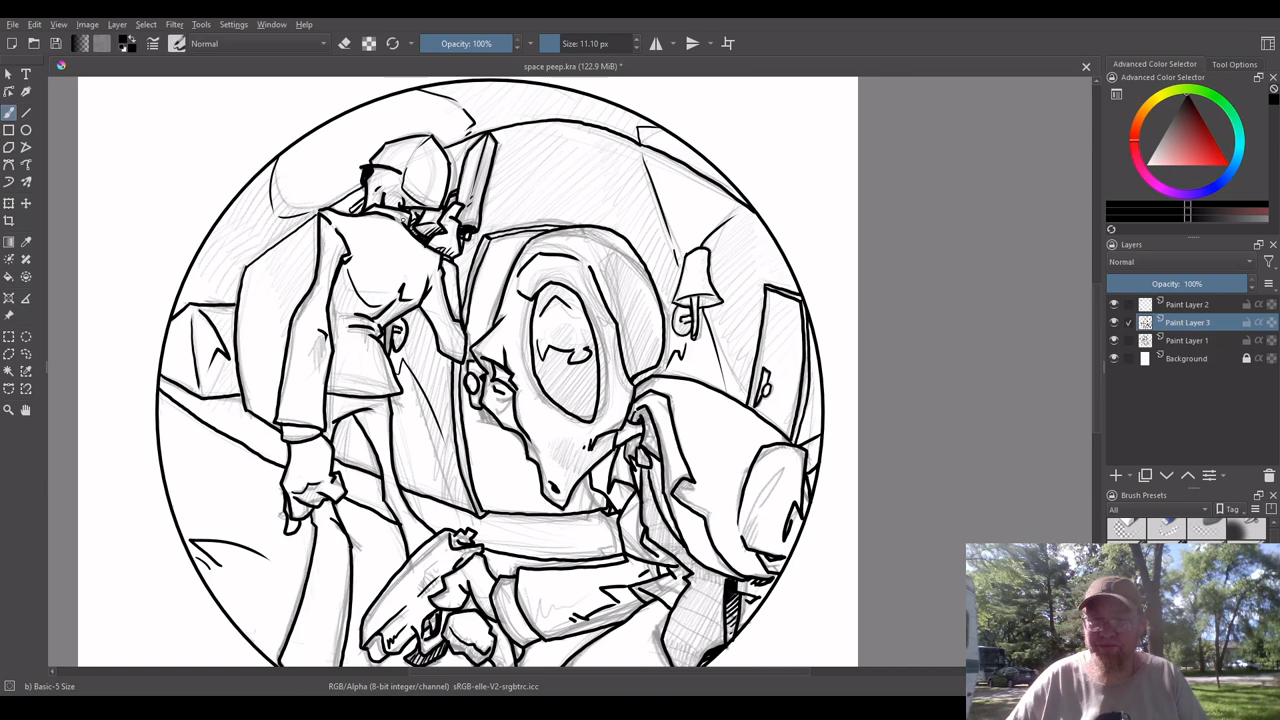 File Edit View Image Layer Select Filter Tools Settings Window Help
Normal Opacity: 100% Size: 11.10 px
space peep.kra (122.9 MiB) *
Advanced Color Selector Tool Options
Advanced Color Selector
Layers
Normal
Opacity: 100%
Paint Layer 2
Paint Layer 3
Paint Layer 1
Background
Brush Presets
All Tag
b) Basic-5 Size RGB/Alpha (8-bit integer/channel) sRGB-elle-V2-srgbtrc.icc